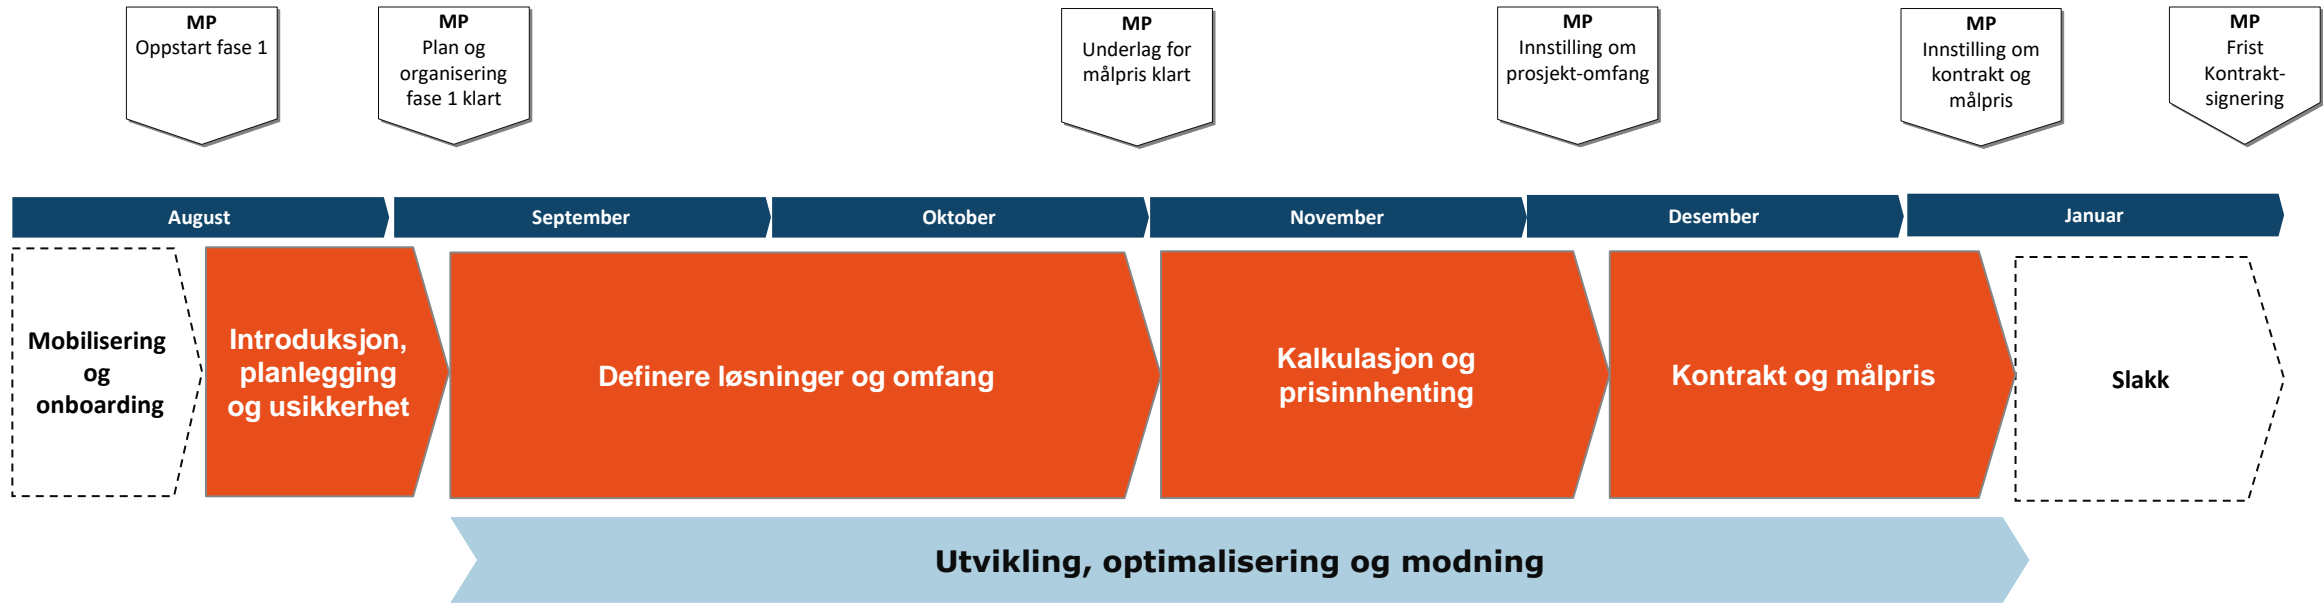 MP
Oppstart fase 1
MP
Plan og
organisering
fase 1 klart
MP
Underlag for
målpris klart
MP
Innstilling om
prosjekt-omfang
MP
Innstilling om
kontrakt og
målpris
MP
Frist
Kontrakt-
signering
August
September
Oktober
November
Desember
Januar
Mobilisering
og
onboarding
Introduksjon,
planlegging
og usikkerhet
Definere løsninger og omfang
Kalkulasjon og
prisinnhenting
Kontrakt og målpris
Slakk
Utvikling, optimalisering og modning